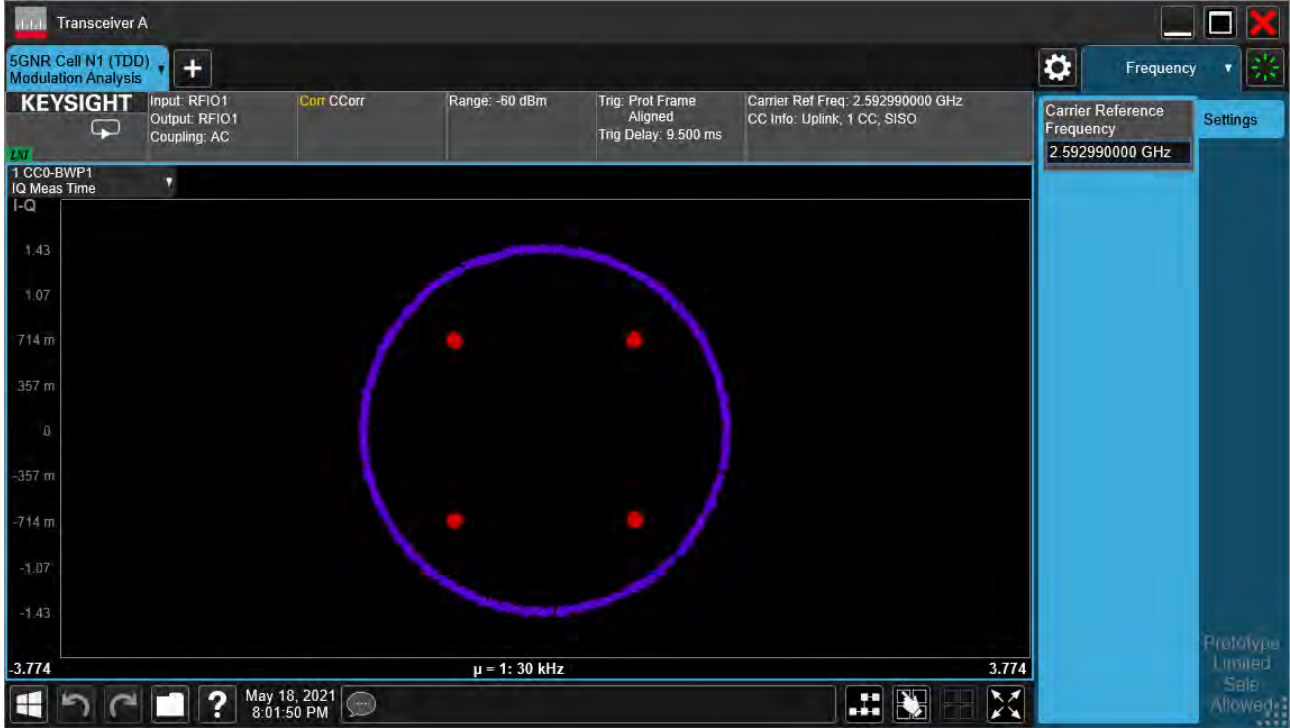 Transceiver A
5GNR Cell N1 (TDD)
Modulation Analysis
Frequency
KEYSIGHT
LXI
Input: RFIO1
Output: RFIO1
Coupling: AC
Corr CCorr
Range: -60 dBm
Trig: Prot Frame
Aligned
Trig Delay: 9.500 ms
Carrier Ref Freq: 2.592990000 GHz
CC Info: Uplink, 1 CC, SISO
Carrier Reference
Frequency
2.592990000 GHz
Settings
1 CC0-BWP1
IQ Meas Time
I-Q
1.43
1.07
714 m
357 m
0
-357 m
-714 m
-1.07
-1.43
-3.774
µ = 1: 30 kHz
3.774
Prototype
Limited
Sale
Allowed
?
May 18, 2021
8:01:50 PM